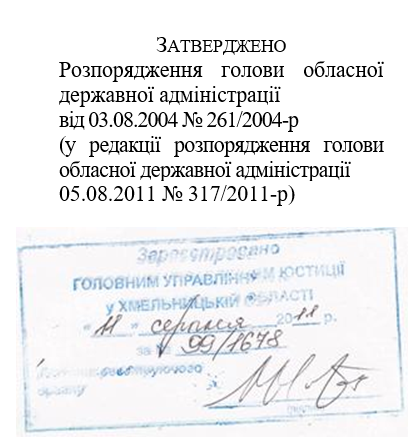 ЗАТВЕРДЖЕНО
Розпорядження голови обласної
державної адміністрації
від 03.08.2004 № 261/2004-р
(у редакції розпорядження голови
обласної державної адміністрації
05.08.2011 № 317/2011-р)
Зареєстровано
ГОЛОВНИМ УПРАВЛІННЯМ ЮСТИЦІЇ
у ХМЕЛЬНИЦЬКІЙ ОБЛАСТІ
"11" серпня 2011 р.
за № 99/1678
реєструючого
органу